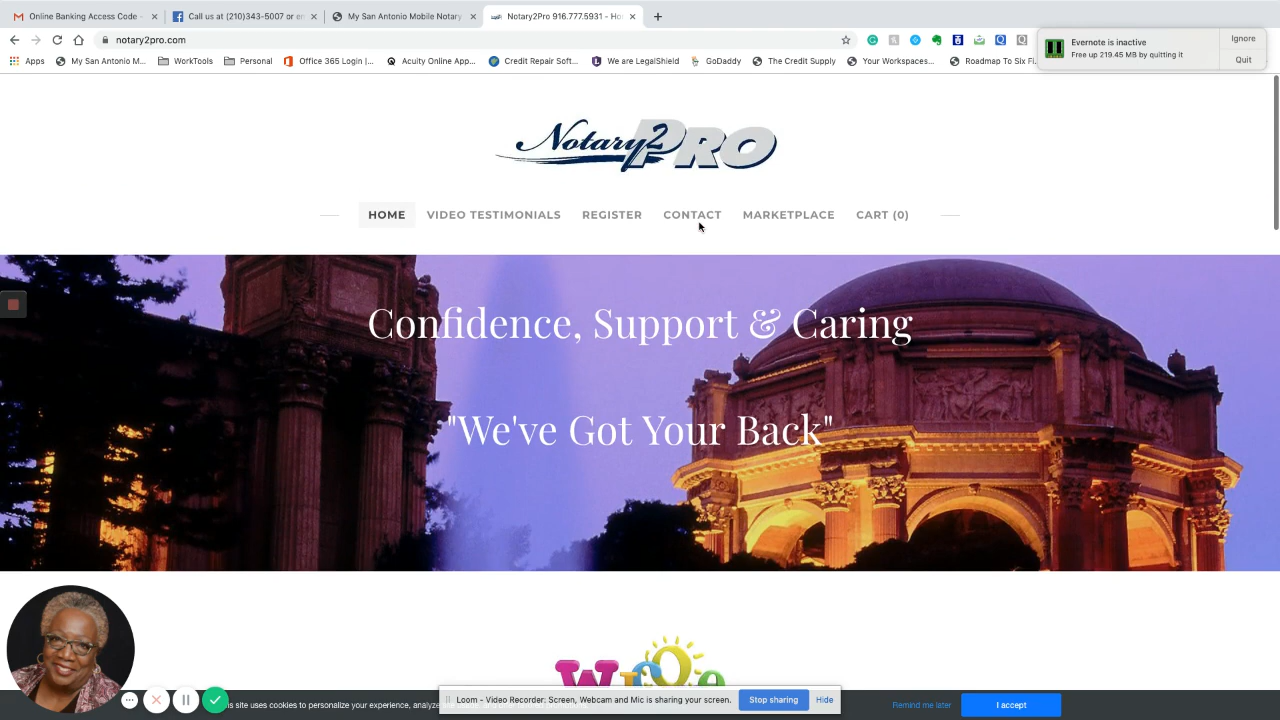 Online Banking Access Code -
Call us at (210)343-5007 or en
My San Antonio Mobile Notary
Notary2Pro 916.777.5931 - Ho
notary2pro.com
Evernote is inactive
Free up 219.45 MB by quitting it
Ignore
Quit
Apps
My San Antonio M...
WorkTools
Personal
Office 365 Login |...
Acuity Online App...
Credit Repair Soft...
We are LegalShield
GoDaddy
The Credit Supply
Your Workspaces...
Roadmap To Six Fi...
Notary2PRO
HOME VIDEO TESTIMONIALS REGISTER CONTACT MARKETPLACE CART (0)
Confidence, Support & Caring
"We've Got Your Back"
Loom - Video Recorder: Screen, Webcam and Mic is sharing your screen.
Stop sharing
Hide
is site uses cookies to personalize your experience, analyze
Remind me later
I accept